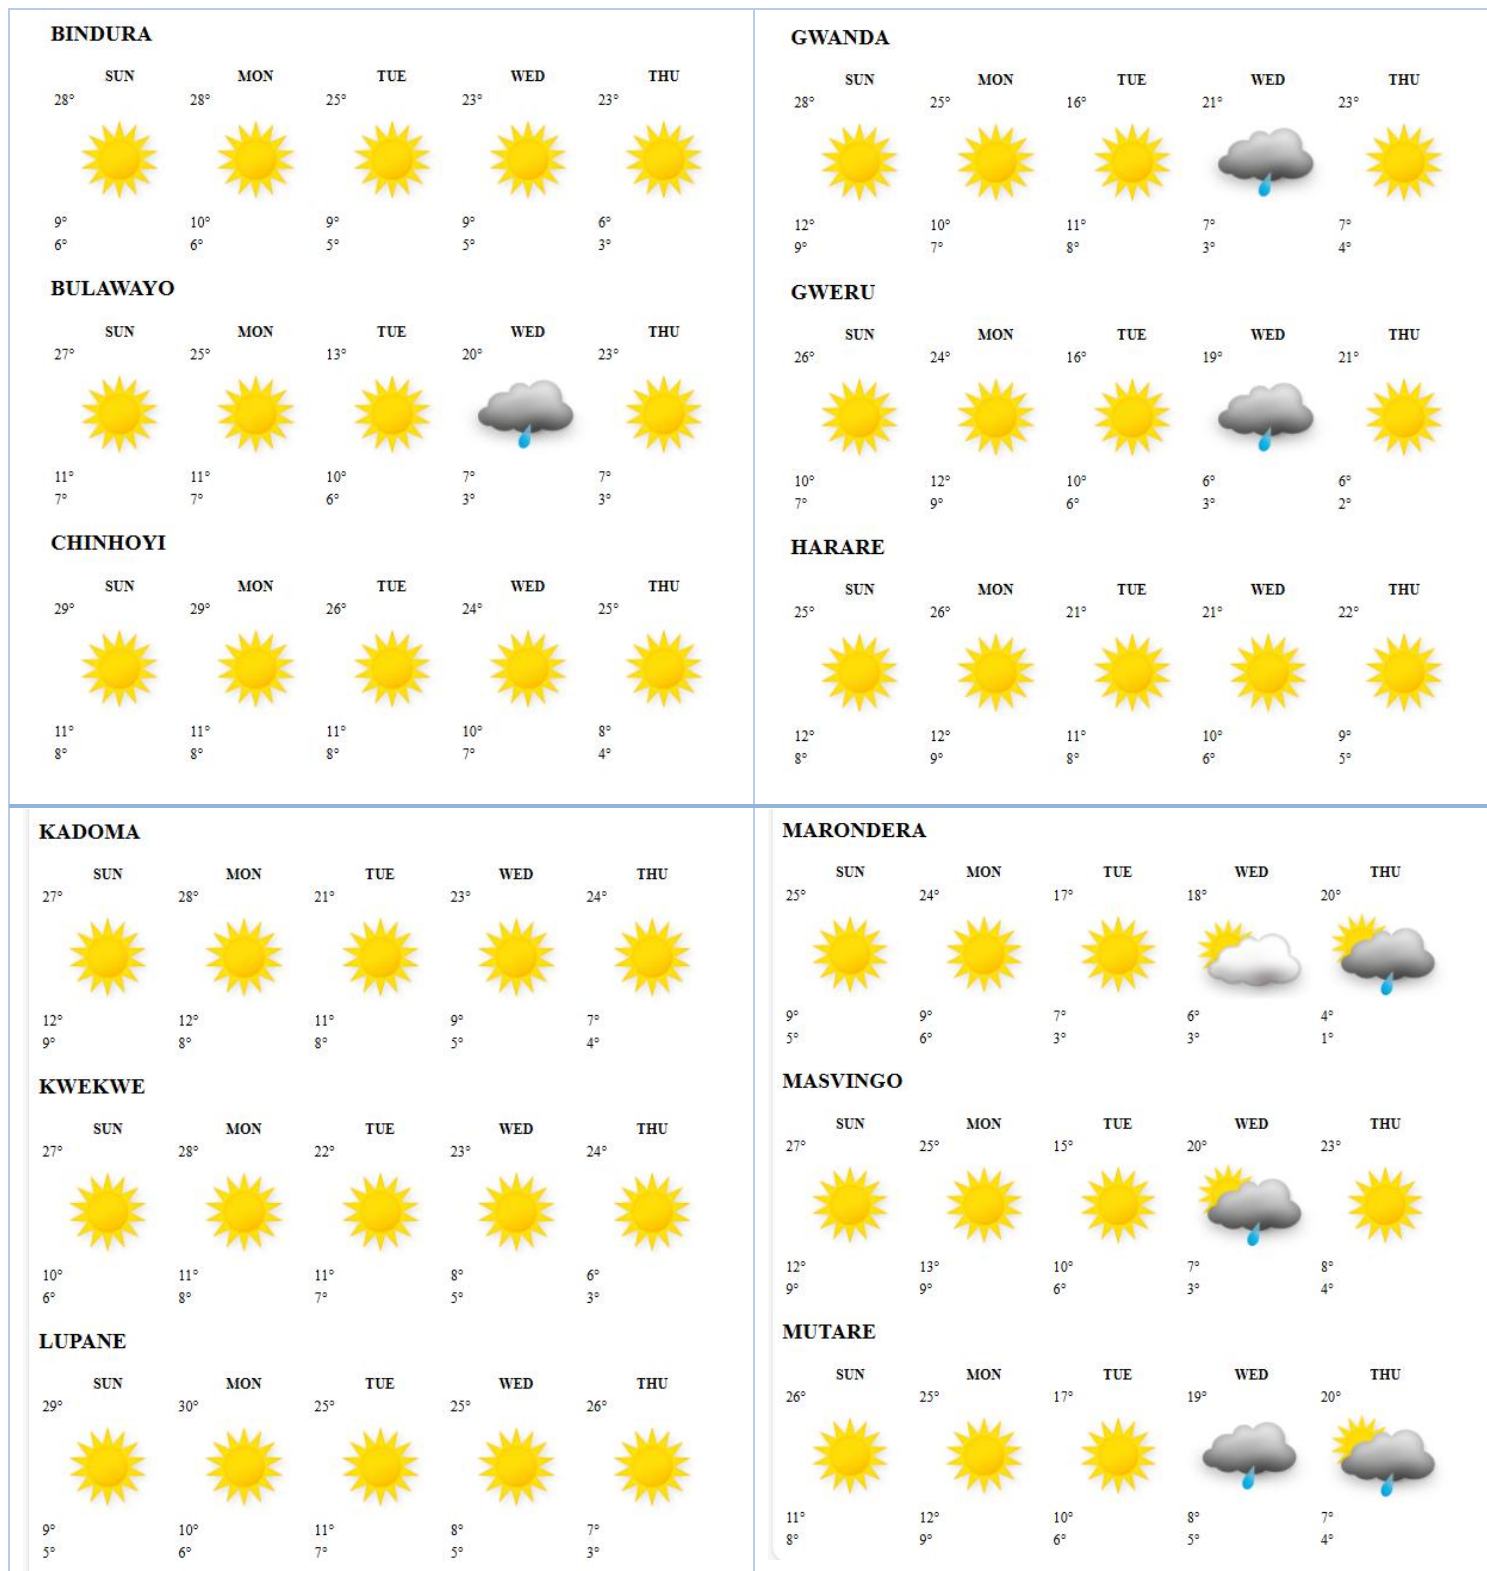 BINDURA
SUN MON TUE WED THU
28° 28° 25° 23° 23°
9° 10° 9° 9° 6°
6° 6° 5° 5° 3°
BULAWAYO
SUN MON TUE WED THU
27° 25° 13° 20° 23°
11° 11° 10° 7° 7°
7° 7° 6° 3° 3°
CHINHOYI
SUN MON TUE WED THU
29° 29° 26° 24° 25°
11° 11° 11° 10° 8°
8° 8° 8° 7° 4°
GWANDA
SUN MON TUE WED THU
28° 25° 16° 21° 23°
12° 10° 11° 7° 7°
9° 7° 8° 3° 4°
GWERU
SUN MON TUE WED THU
26° 24° 16° 19° 21°
10° 12° 10° 6° 6°
7° 9° 6° 3° 2°
HARARE
SUN MON TUE WED THU
25° 26° 21° 21° 22°
12° 12° 11° 10° 9°
8° 9° 8° 6° 5°
KADOMA
SUN MON TUE WED THU
27° 28° 21° 23° 24°
12° 12° 11° 9° 7°
9° 8° 8° 5° 4°
KWEKWE
SUN MON TUE WED THU
27° 28° 22° 23° 24°
10° 11° 11° 8° 6°
6° 8° 7° 5° 3°
LUPANE
SUN MON TUE WED THU
29° 30° 25° 25° 26°
9° 10° 11° 8° 7°
5° 6° 7° 5° 3°
MARONDERA
SUN MON TUE WED THU
25° 24° 17° 18° 20°
9° 9° 7° 6° 4°
5° 6° 3° 3° 1°
MASVINGO
SUN MON TUE WED THU
27° 25° 15° 20° 23°
12° 13° 10° 7° 8°
9° 9° 6° 3° 4°
MUTARE
SUN MON TUE WED THU
26° 25° 17° 19° 20°
11° 12° 10° 8° 7°
8° 9° 6° 5° 4°